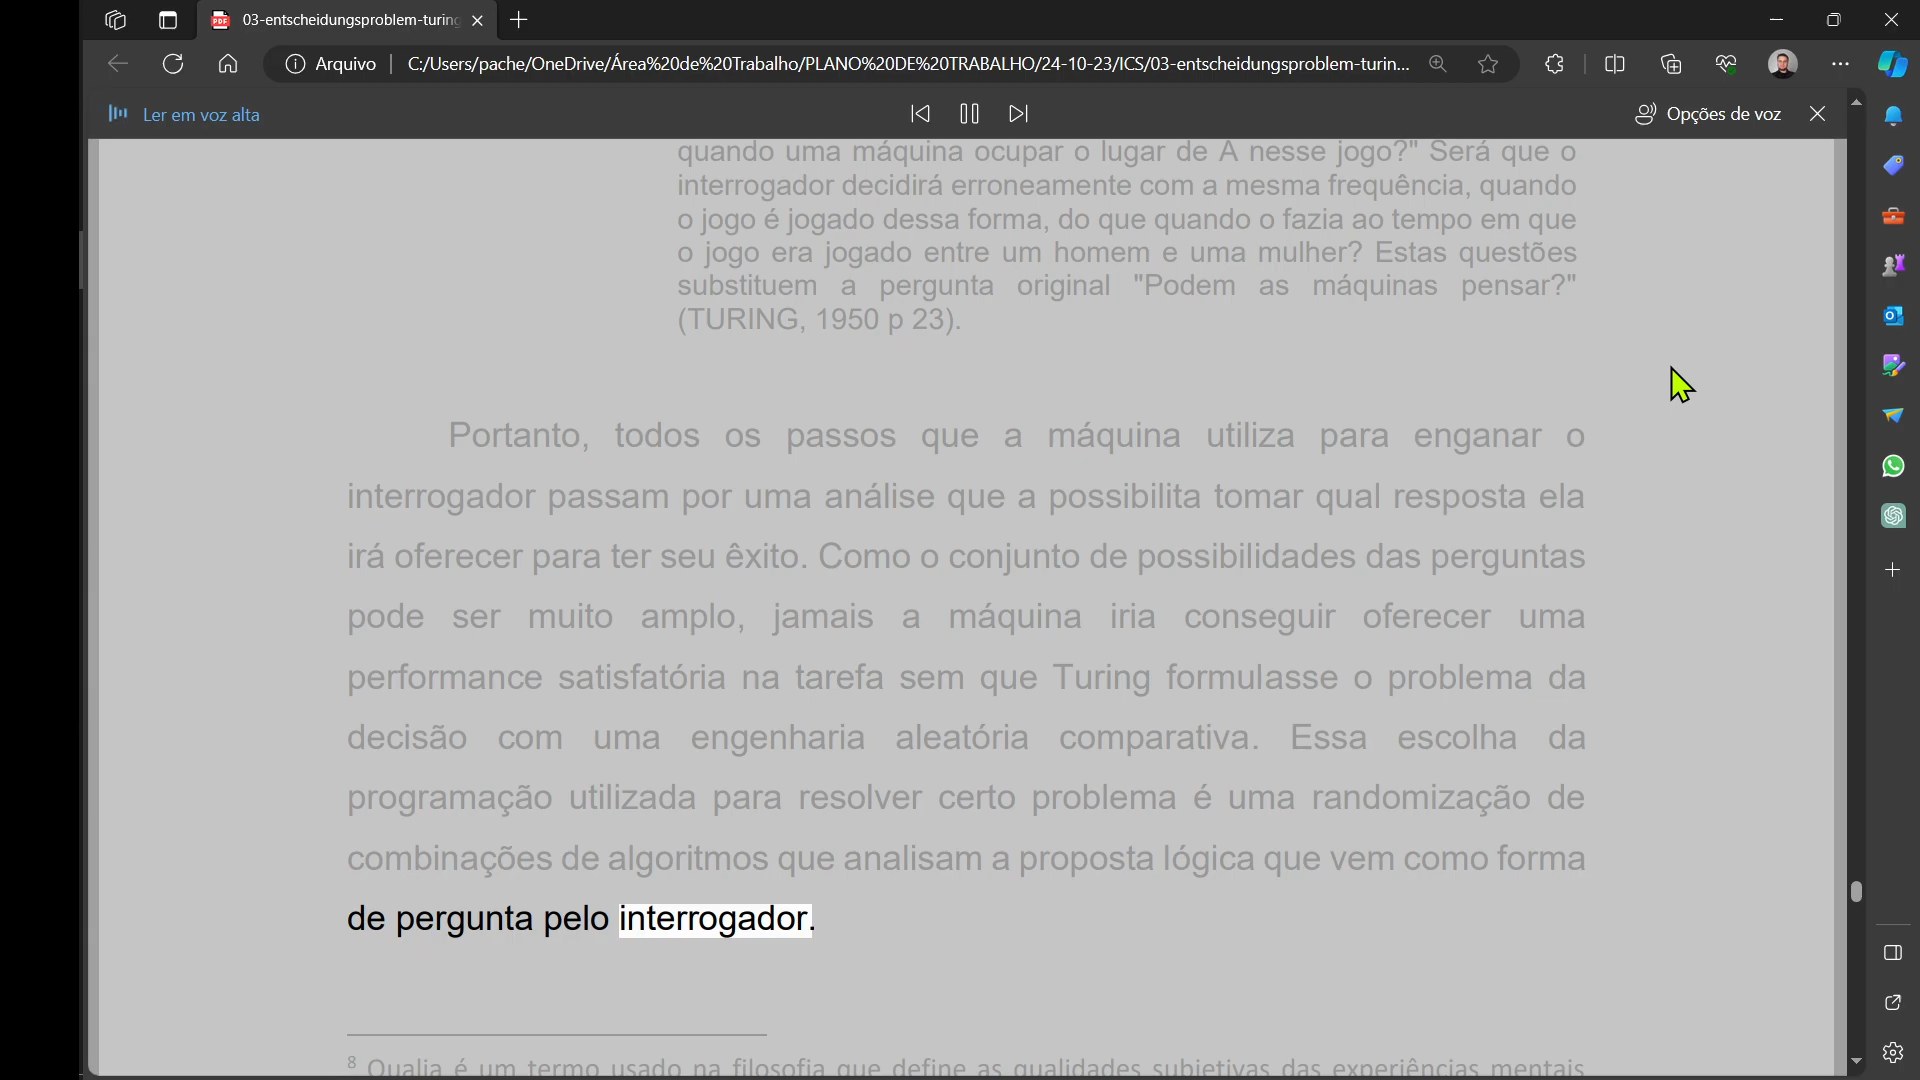 03-entscheidungsproblem-turing
Arquivo
C:/Users/pache/OneDrive/Área%20de%20Trabalho/PLANO%20DE%20TRABALHO/24-10-23/ICS/03-entscheidungsproblem-turin...
Ler em voz alta
Opções de voz
quando uma máquina ocupar o lugar de A nesse jogo?" Será que o
interrogador decidirá erroneamente com a mesma frequência, quando
o jogo é jogado dessa forma, do que quando o fazia ao tempo em que
o jogo era jogado entre um homem e uma mulher? Estas questões
substituem a pergunta original "Podem as máquinas pensar?"
(TURING, 1950 p 23).
Portanto, todos os passos que a máquina utiliza para enganar o
interrogador passam por uma análise que a possibilita tomar qual resposta ela
irá oferecer para ter seu êxito. Como o conjunto de possibilidades das perguntas
pode ser muito amplo, jamais a máquina iria conseguir oferecer uma
performance satisfatória na tarefa sem que Turing formulasse o problema da
decisão com uma engenharia aleatória comparativa. Essa escolha da
programação utilizada para resolver certo problema é uma randomização de
combinações de algoritmos que analisam a proposta lógica que vem como forma
de pergunta pelo interrogador.
8 Qualia é um termo usado na filosofia que define as qualidades subjetivas das experiências mentais